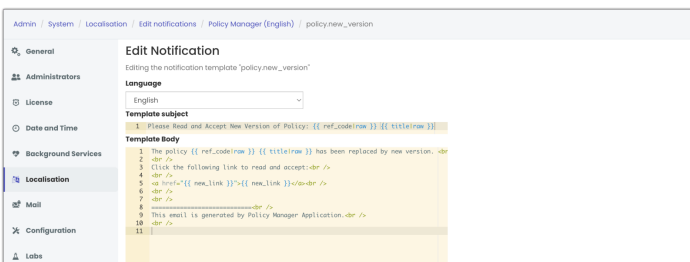 Admin / System / Localisation / Edit notifications / Policy Manager (English) / policy.new_version
General
Administrators
License
Date and Time
Background Services
Localisation
Mail
Configuration
Labs
Edit Notification
Editing the notification template "policy.new_version"
Language
English
Template subject
1 Please Read and Accept New Version of Policy: {{ ref_code|raw }} {{ title|raw }}
Template Body
1 The policy {{ ref_code|raw }} {{ title|raw }} has been replaced by new version. <br
2 <br />
3 Click the following link to read and accept:<br />
4 <br />
5 <a href="{{ new_link }}">{{ new_link }}</a><br />
6 <br />
7 <br />
8 ===========================<br />
9 This email is generated by Policy Manager Application.<br />
10 <br />
11